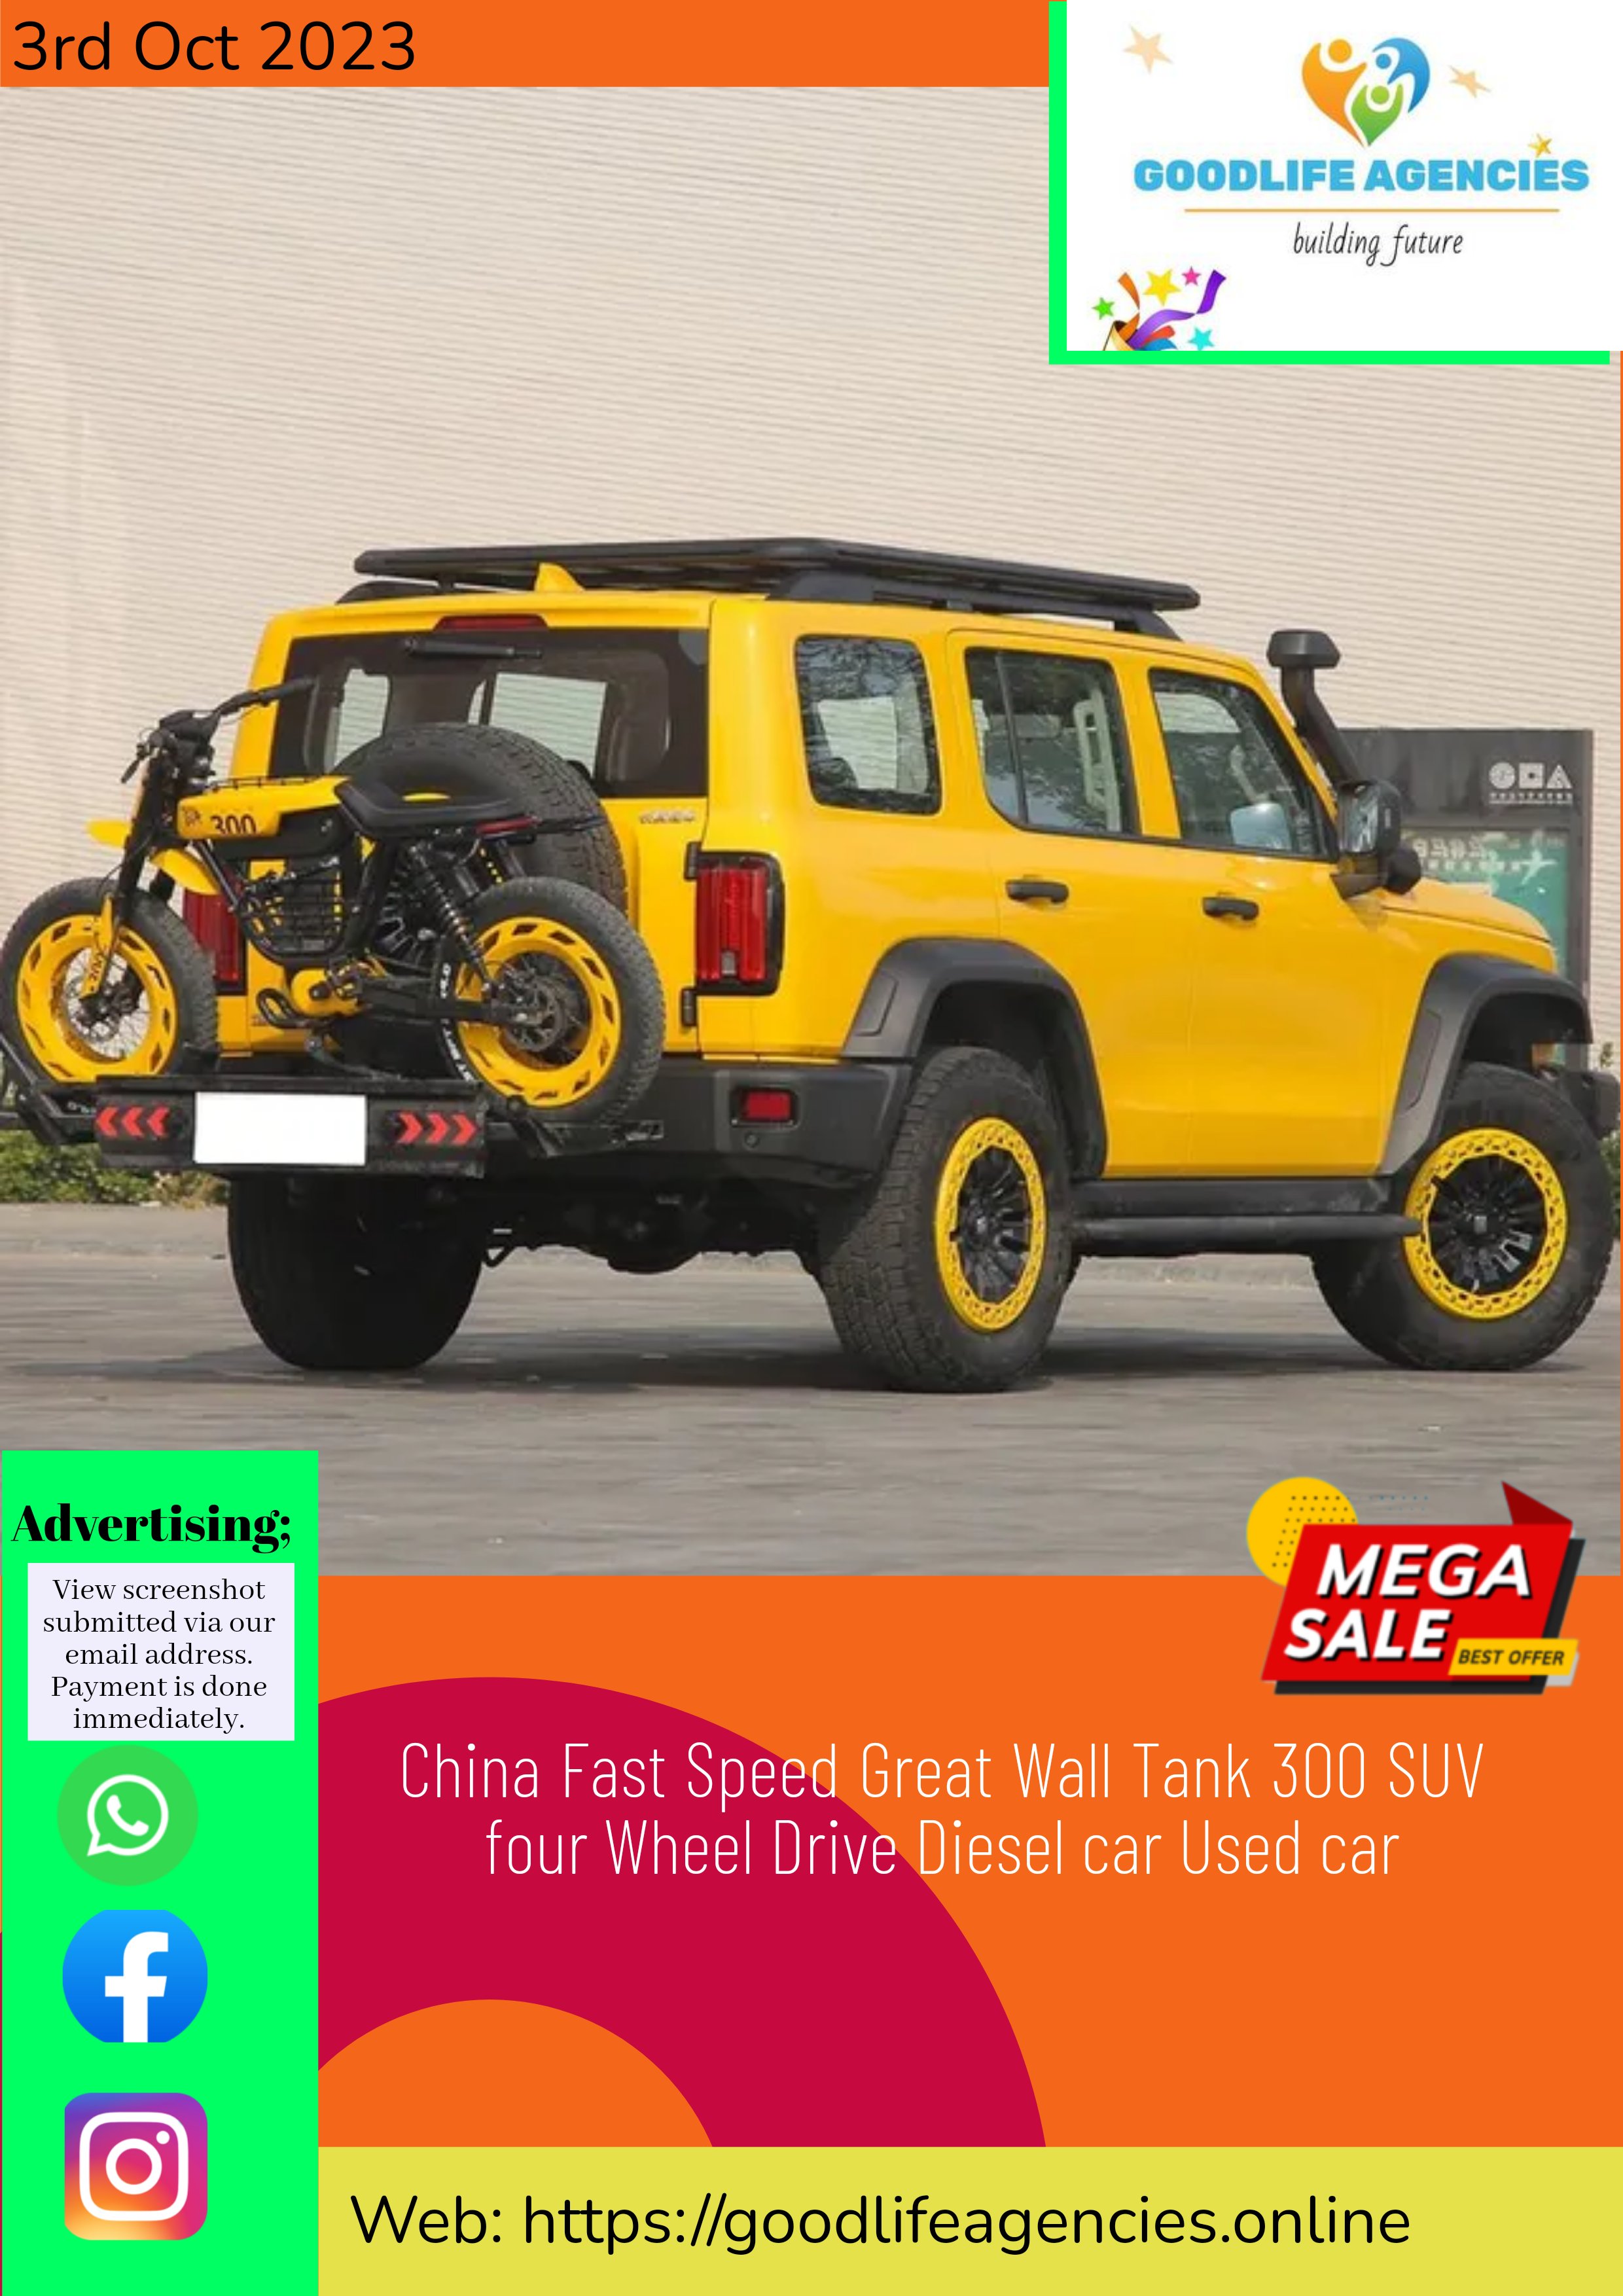 3rd Oct 2023
GOODLIFE AGENCIES
building future
300
Advertising;
View screenshot
submitted via our
email address.
Payment is done
immediately.
MEGA
SALE
BEST OFFER
China Fast Speed Great Wall Tank 300 SUV
four Wheel Drive Diesel car Used car
Web: https://goodlifeagencies.online